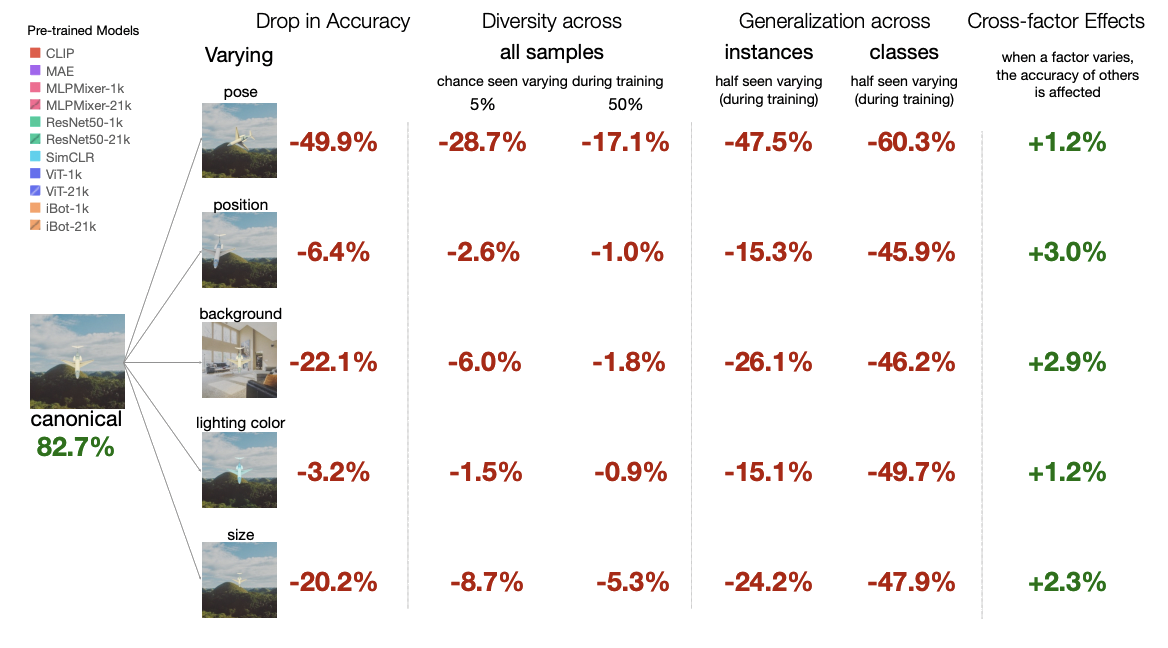 Pre-trained Models
CLIP
MAE
MLPMixer-1k
MLPMixer-21k
ResNet50-1k
ResNet50-21k
SimCLR
ViT-1k
ViT-21k
iBot-1k
iBot-21k
canonical
82.7%
Drop in Accuracy
Varying
Diversity across
all samples
chance seen varying during training
5% 50%
Generalization across
instances classes
half seen varying half seen varying
(during training) (during training)
Cross-factor Effects
when a factor varies,
the accuracy of others
is affected
pose
-49.9% -28.7% -17.1% -47.5% -60.3% +1.2%
position
-6.4% -2.6% -1.0% -15.3% -45.9% +3.0%
background
-22.1% -6.0% -1.8% -26.1% -46.2% +2.9%
lighting color
-3.2% -1.5% -0.9% -15.1% -49.7% +1.2%
size
-20.2% -8.7% -5.3% -24.2% -47.9% +2.3%